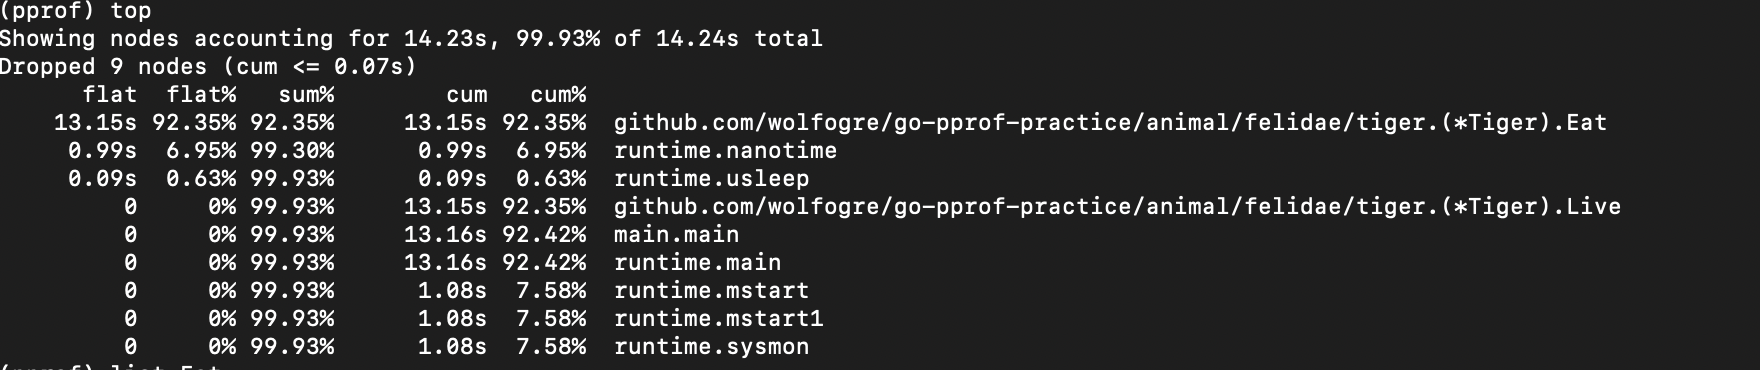 (pprof) top
Showing nodes accounting for 14.23s, 99.93% of 14.24s total
Dropped 9 nodes (cum <= 0.07s)
flat flat% sum% cum cum%
13.15s 92.35% 92.35% 13.15s 92.35% github.com/wolfogre/go-pprof-practice/animal/felidae/tiger.(*Tiger).Eat
0.99s 6.95% 99.30% 0.99s 6.95% runtime.nanotime
0.09s 0.63% 99.93% 0.09s 0.63% runtime.usleep
0 0% 99.93% 13.15s 92.35% github.com/wolfogre/go-pprof-practice/animal/felidae/tiger.(*Tiger).Live
0 0% 99.93% 13.16s 92.42% main.main
0 0% 99.93% 13.16s 92.42% runtime.main
0 0% 99.93% 1.08s 7.58% runtime.mstart
0 0% 99.93% 1.08s 7.58% runtime.mstart1
0 0% 99.93% 1.08s 7.58% runtime.sysmon
(pprof) list Eat